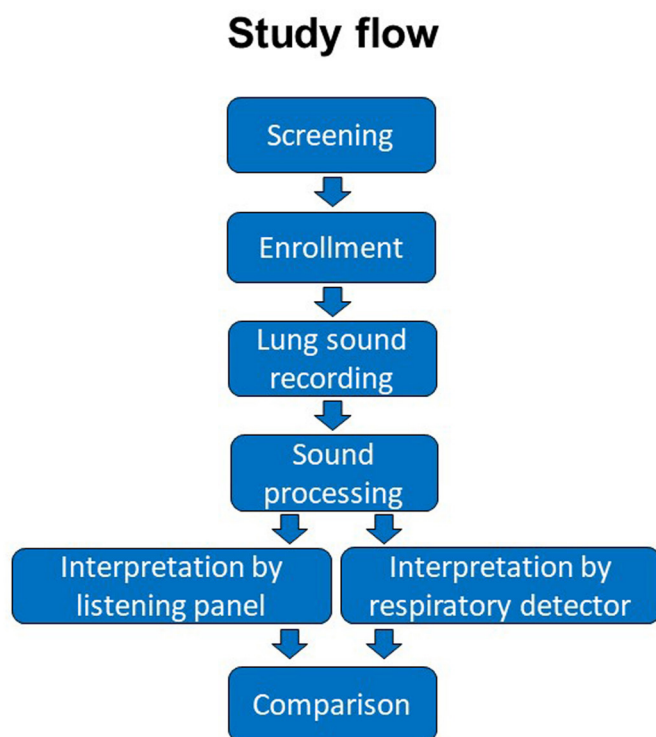 Study flow
Screening
Enrollment
Lung sound
recording
Sound
processing
Interpretation by
listening panel
Interpretation by
respiratory detector
Comparison